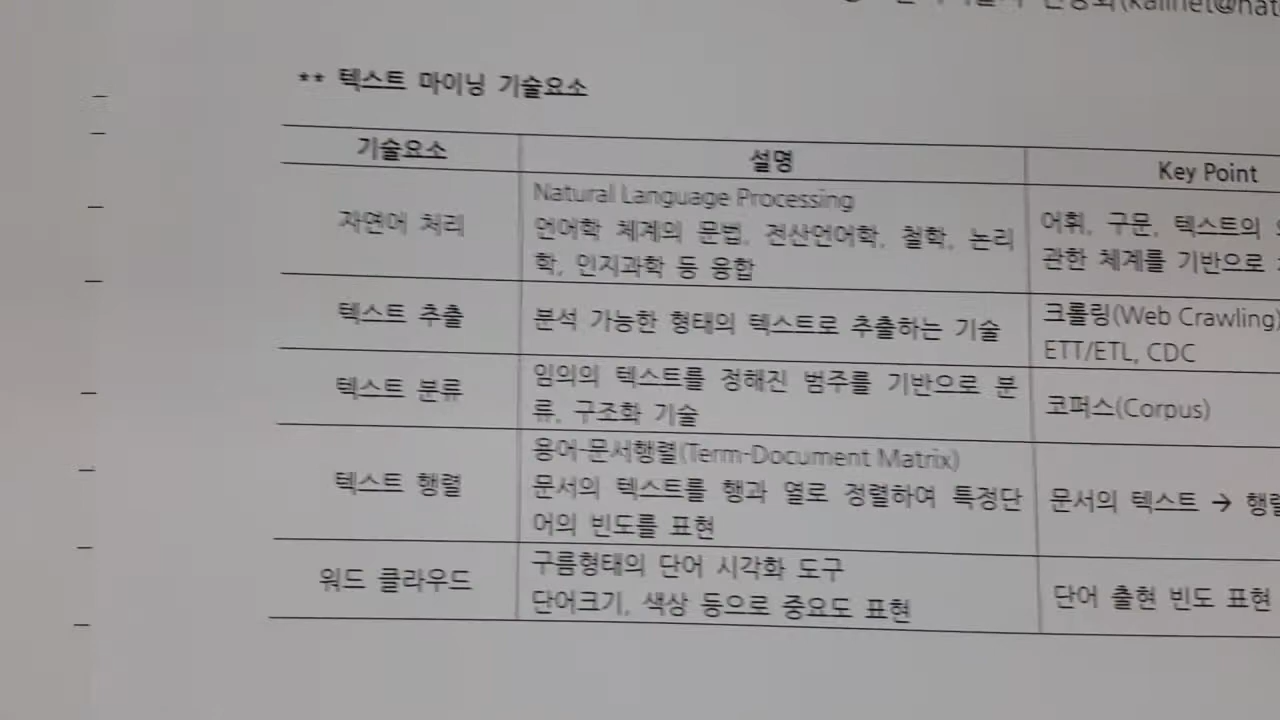 ** 텍스트 마이닝 기술요소
기술요소 설명 Key Point
자연어 처리
Natural Language Processing
언어학 체계의 문법, 전산언어학, 철학, 논리
학, 인지과학 등 융합
어휘, 구문, 텍스트의
관한 체계를 기반으로
텍스트 추출
분석 가능한 형태의 텍스트로 추출하는 기술
크롤링(Web Crawling)
ETT/ETL, CDC
텍스트 분류
임의의 텍스트를 정해진 범주를 기반으로 분
류, 구조화 기술
코퍼스(Corpus)
텍스트 행렬
용어-문서행렬(Term-Document Matrix)
문서의 텍스트를 행과 열로 정렬하여 특정단
어의 빈도를 표현
문서의 텍스트 → 행렬
워드 클라우드
구름형태의 단어 시각화 도구
단어크기, 색상 등으로 중요도 표현
단어 출현 빈도 표현